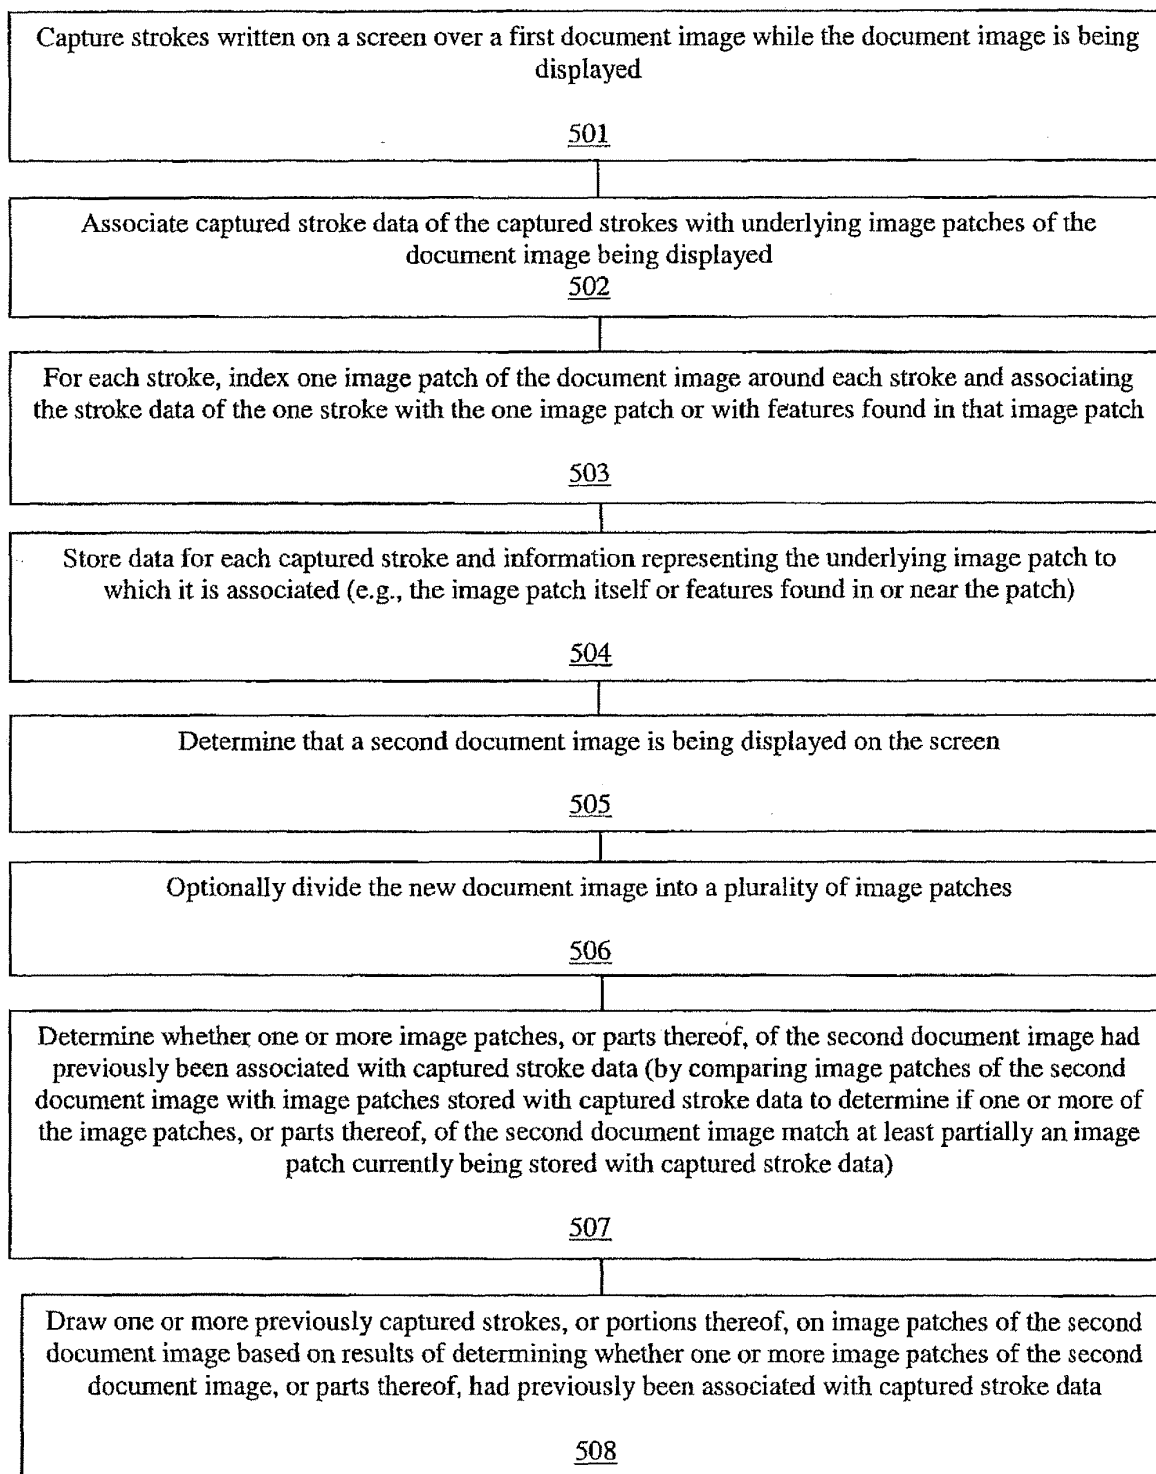 Capture strokes written on a screen over a first document image while the document image is being
displayed
501
Associate captured stroke data of the captured strokes with underlying image patches of the
document image being displayed
502
For each stroke, index one image patch of the document image around each stroke and associating
the stroke data of the one stroke with the one image patch or with features found in that image patch
503
Store data for each captured stroke and information representing the underlying image patch to
which it is associated (e.g., the image patch itself or features found in or near the patch)
504
Determine that a second document image is being displayed on the screen
505
Optionally divide the new document image into a plurality of image patches
506
Determine whether one or more image patches, or parts thereof, of the second document image had
previously been associated with captured stroke data (by comparing image patches of the second
document image with image patches stored with captured stroke data to determine if one or more of
the image patches, or parts thereof, of the second document image match at least partially an image
patch currently being stored with captured stroke data)
507
Draw one or more previously captured strokes, or portions thereof, on image patches of the second
document image based on results of determining whether one or more image patches of the second
document image, or parts thereof, had previously been associated with captured stroke data
508